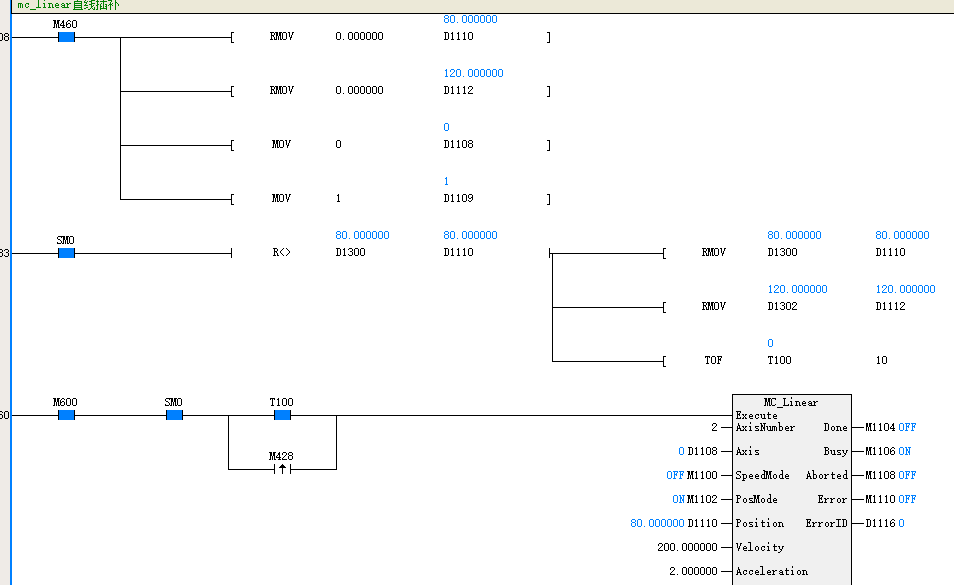 mc_linear直线插补
M460
80.000000
08 [ RMOV 0.000000 D1110 ]
120.000000
[ RMOV 0.000000 D1112 ]
0
[ MOV 0 D1108 ]
1
[ MOV 1 D1109 ]
SM0 80.000000 80.000000 80.000000 80.000000
33 R<> D1300 D1110 [ RMOV D1300 D1110
120.000000 120.000000
[ RMOV D1302 D1112
0
[ TOF T100 10
M600 SM0 T100 MC_Linear
60 Execute
2 AxisNumber Done M1104 OFF
0 D1108 Axis Busy M1106 ON
M428
OFF M1100 SpeedMode Aborted M1108 OFF
ON M1102 PosMode Error M1110 OFF
80.000000 D1110 Position ErrorID D1116 0
200.000000 Velocity
2.000000 Acceleration